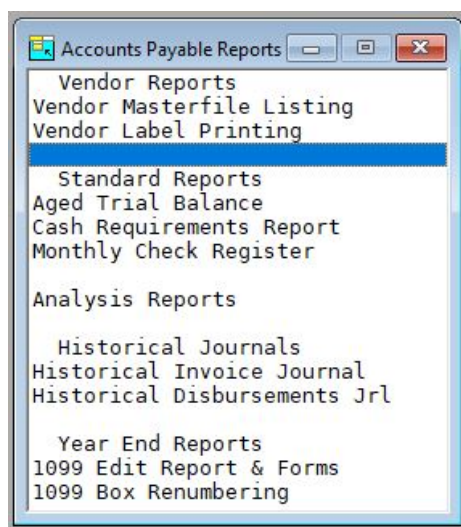 Accounts Payable Reports
Vendor Reports
Vendor Masterfile Listing
Vendor Label Printing
Standard Reports
Aged Trial Balance
Cash Requirements Report
Monthly Check Register
Analysis Reports
Historical Journals
Historical Invoice Journal
Historical Disbursements Jrl
Year End Reports
1099 Edit Report & Forms
1099 Box Renumbering